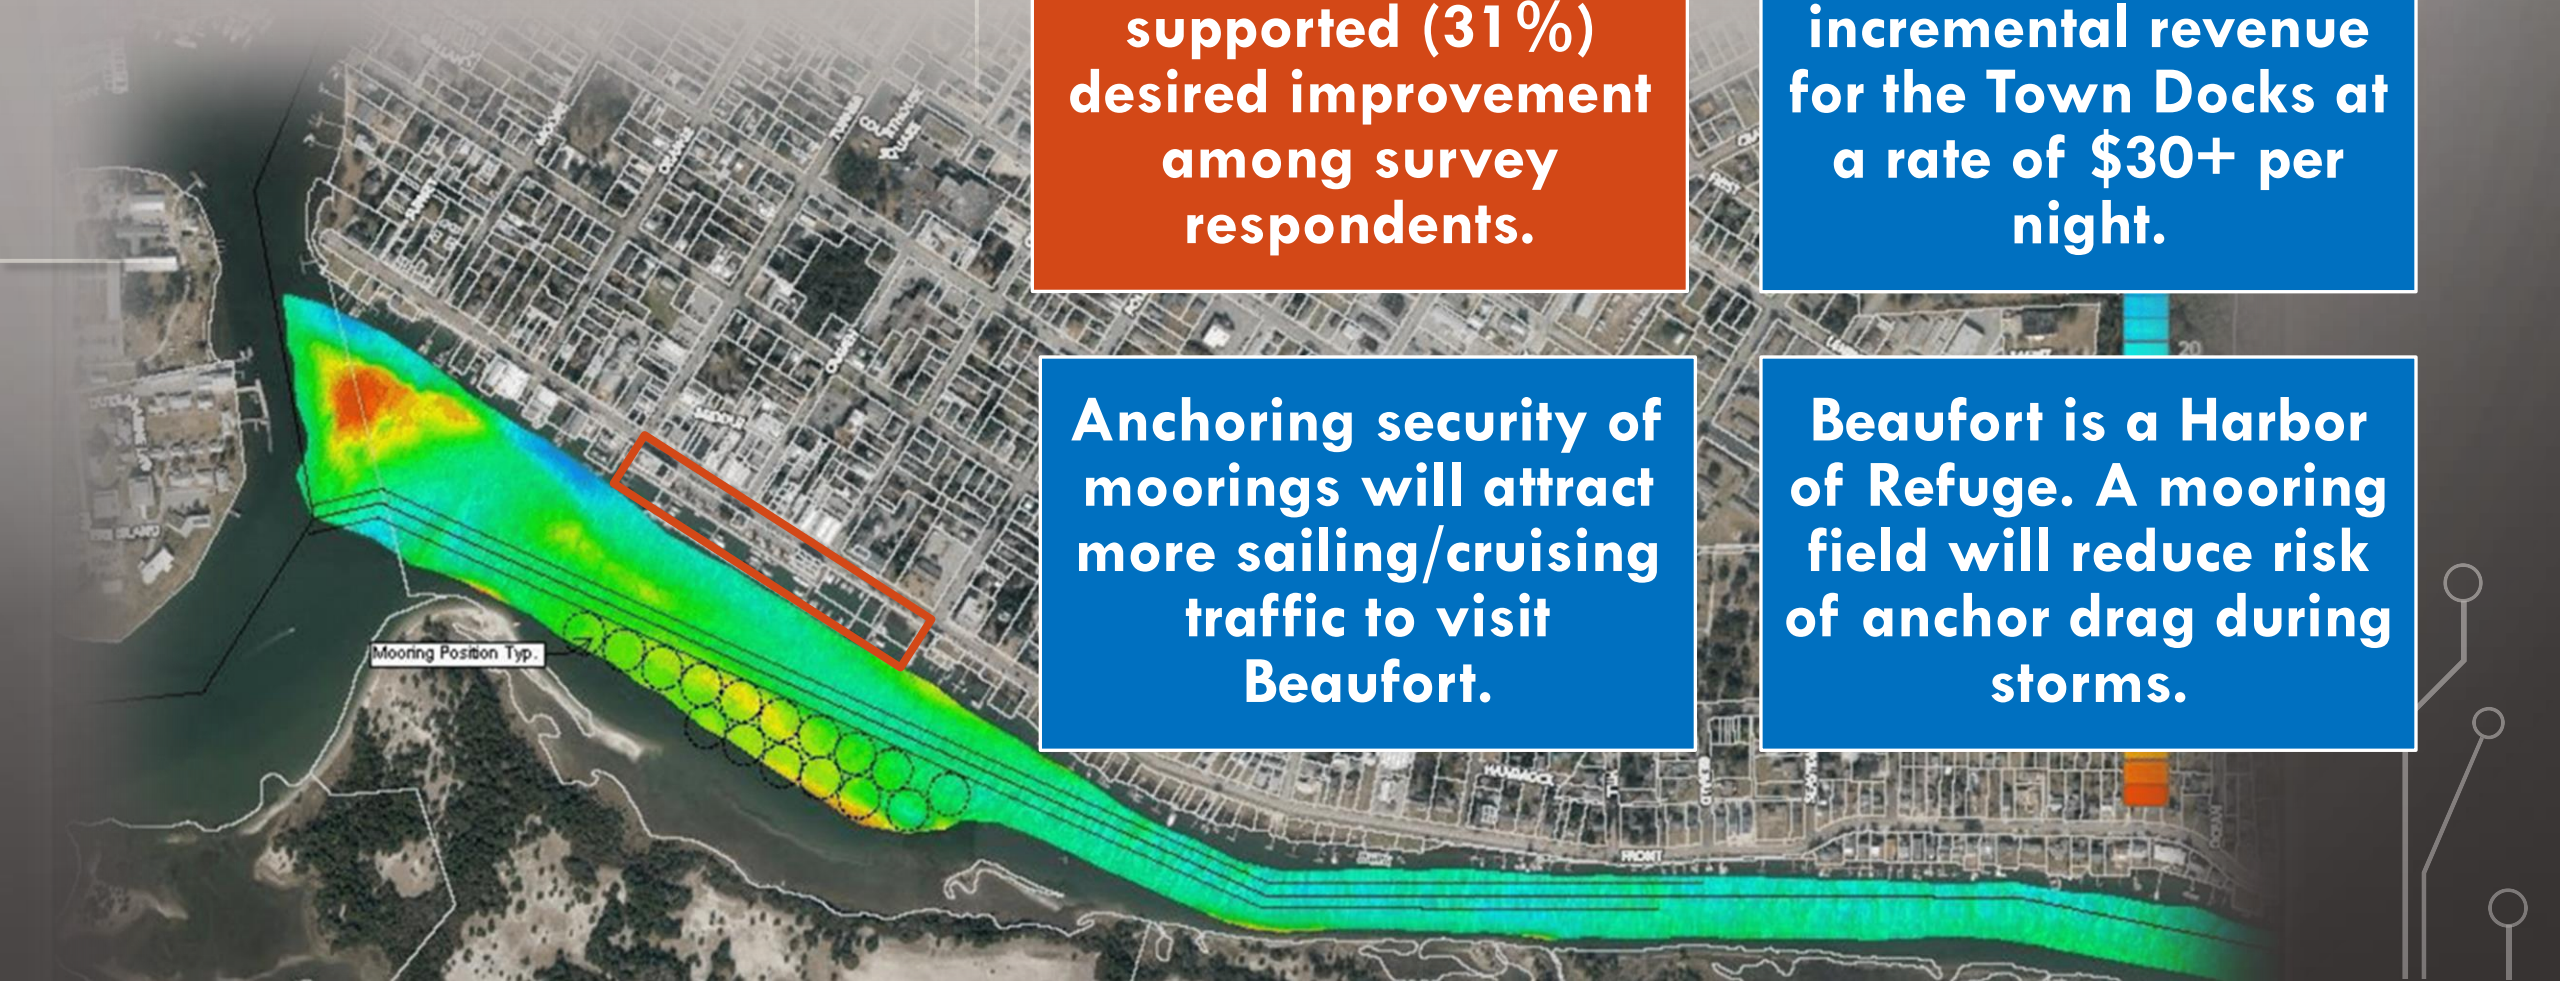 supported (31%)
desired improvement
among survey
respondents.
incremental revenue
for the Town Docks at
a rate of $30+ per
night.
Anchoring security of
moorings will attract
more sailing/cruising
traffic to visit
Beaufort.
Beaufort is a Harbor
of Refuge. A mooring
field will reduce risk
of anchor drag during
storms.
Mooring Position Typ.
20
FRONT